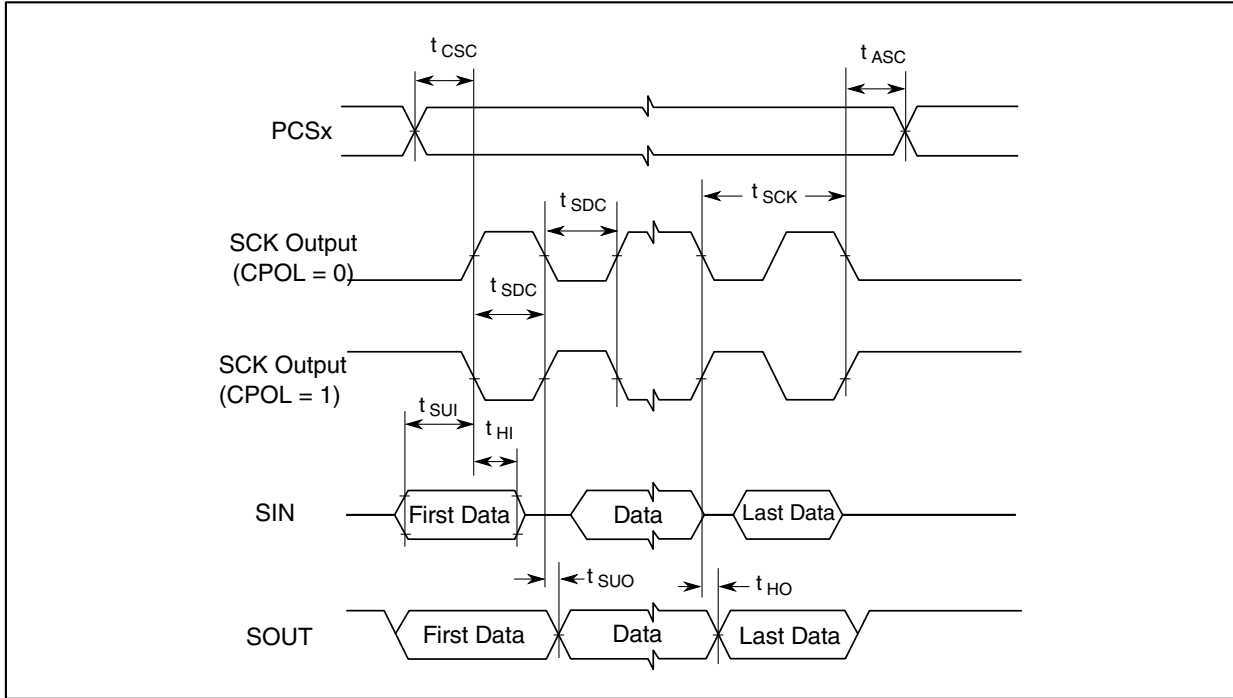 t CSC
t ASC
PCSx
t SDC
t SCK
SCK Output
(CPOL = 0)
t SDC
SCK Output
(CPOL = 1)
t SUI
t HI
SIN
First Data
Data
Last Data
t SUO
t HO
SOUT
First Data
Data
Last Data